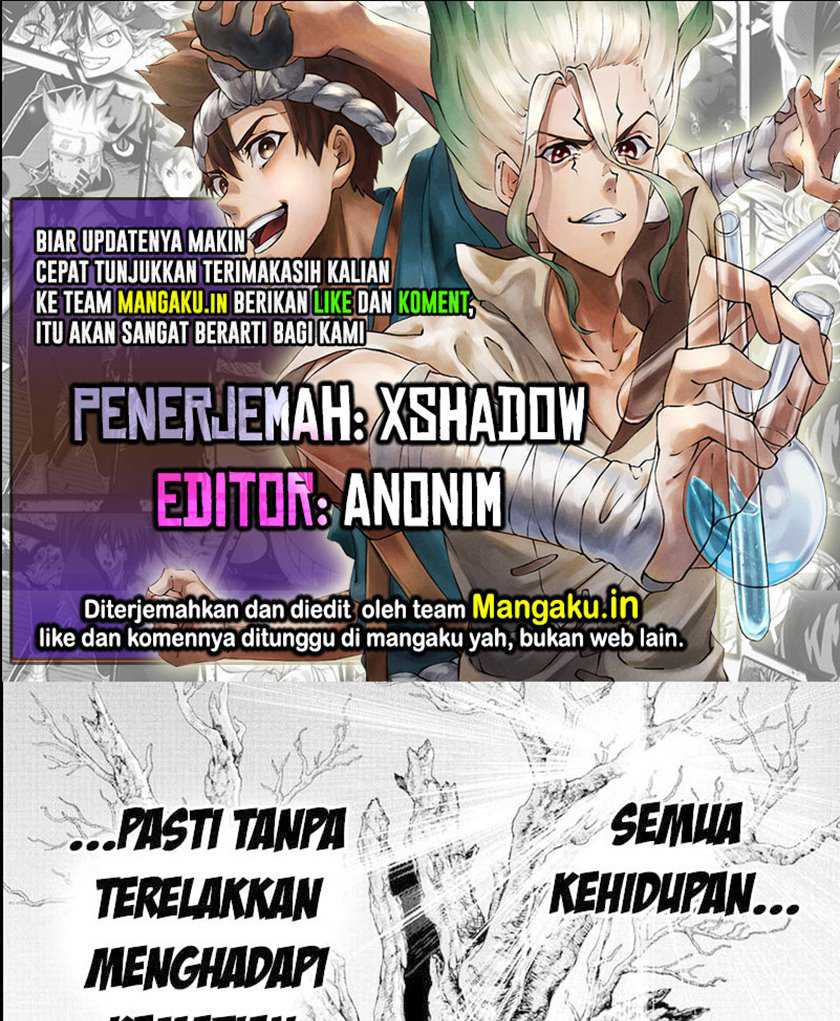 BIAR UPDATENYA MAKIN
CEPAT TUNJUKKAN TERIMAKASIH KALIAN
KE TEAM MANGAKU.IN BERIKAN LIKE DAN KOMENT,
ITU AKAN SANGAT BERARTI BAGI KAMI
PENERJEMAH: XSHADOW
EDITOR: ANONIM
Diterjemahkan dan diedit oleh team Mangaku.in
like dan komennya ditunggu di mangaku yah, bukan web lain.
SEMUA
KEHIDUPAN...
...PASTI TANPA
TERELAKKAN
MENGHADAPI